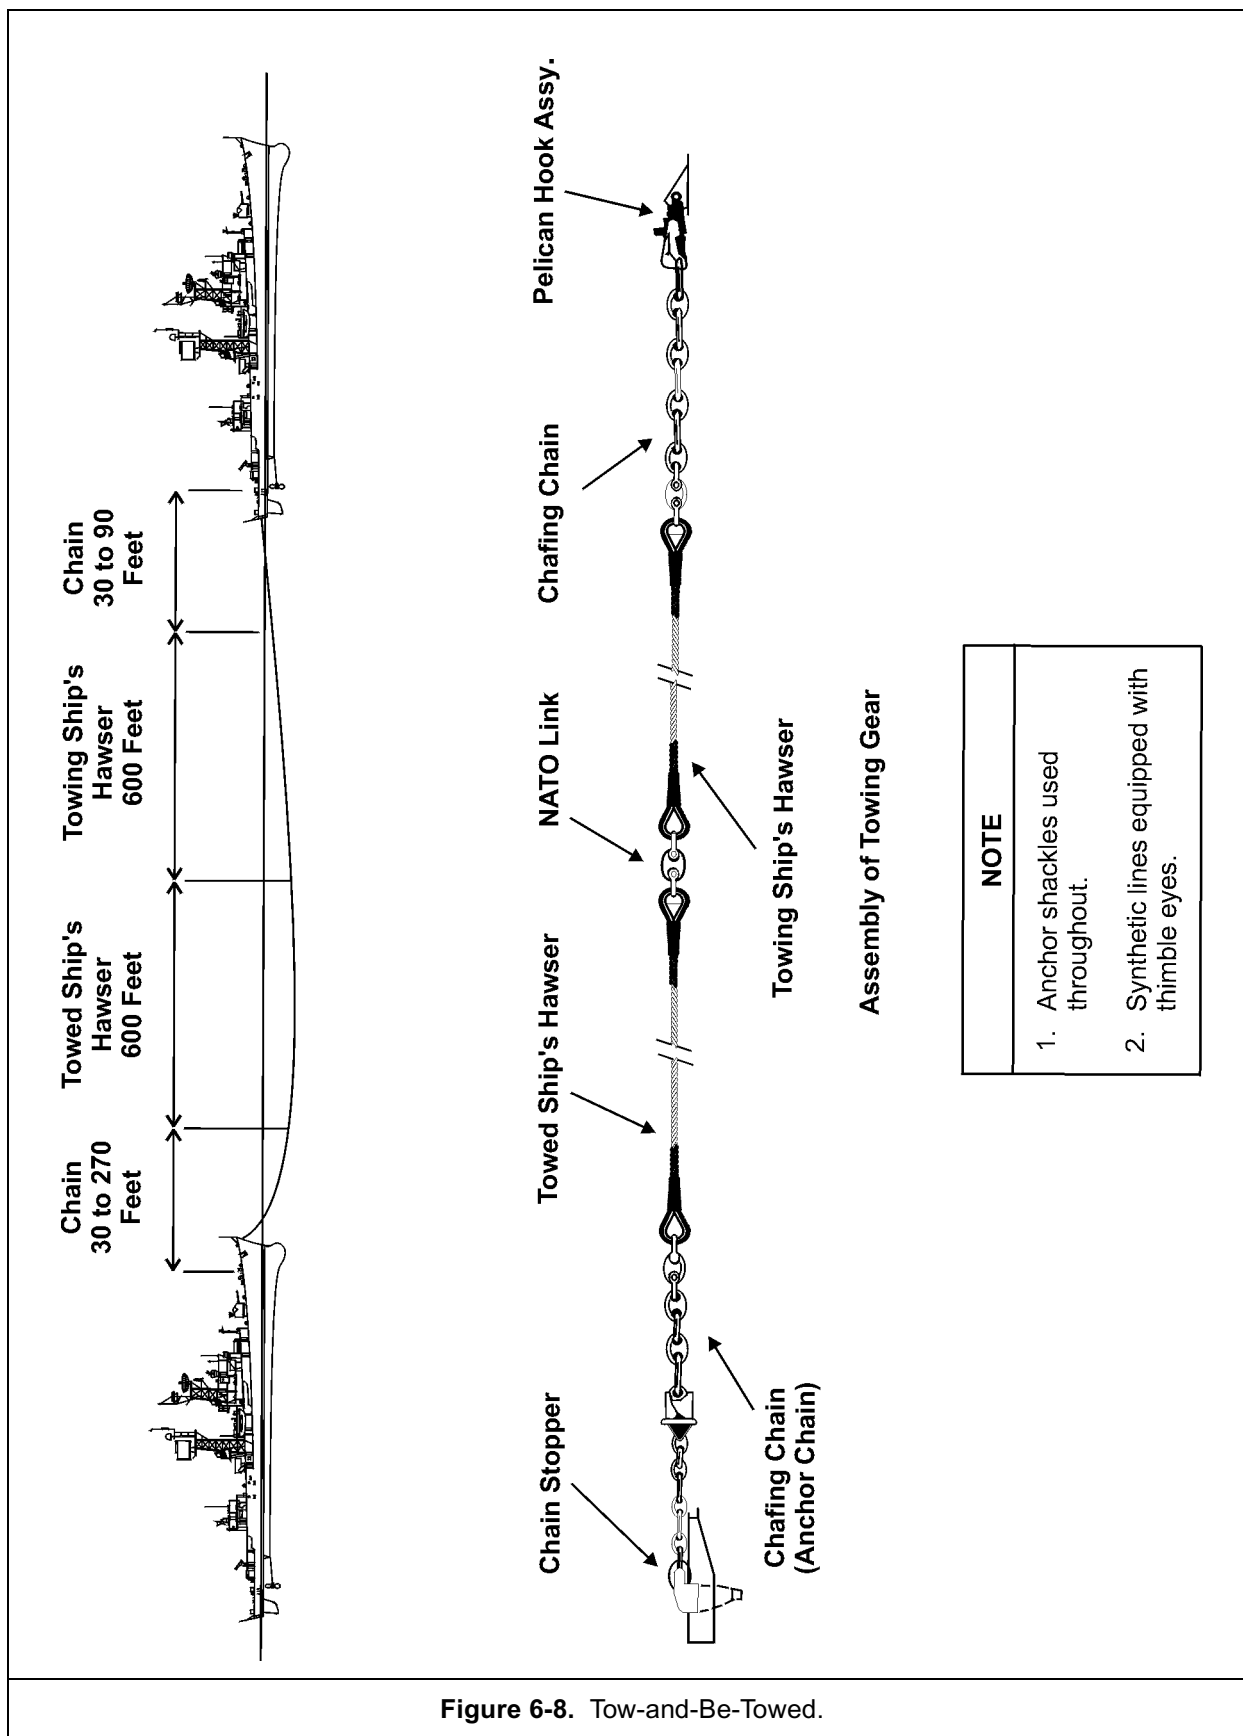 Chain
30 to 270
Feet
Towed Ship's
Hawser
600 Feet
Towing Ship's
Hawser
600 Feet
Chain
30 to 90
Feet
Chain Stopper
Towed Ship's Hawser
NATO Link
Chafing Chain
Pelican Hook Assy.
Chafing Chain
(Anchor Chain)
Towing Ship's Hawser
Assembly of Towing Gear
NOTE
1. Anchor shackles used
throughout.
2. Synthetic lines equipped with
thimble eyes.
Figure 6-8. Tow-and-Be-Towed.